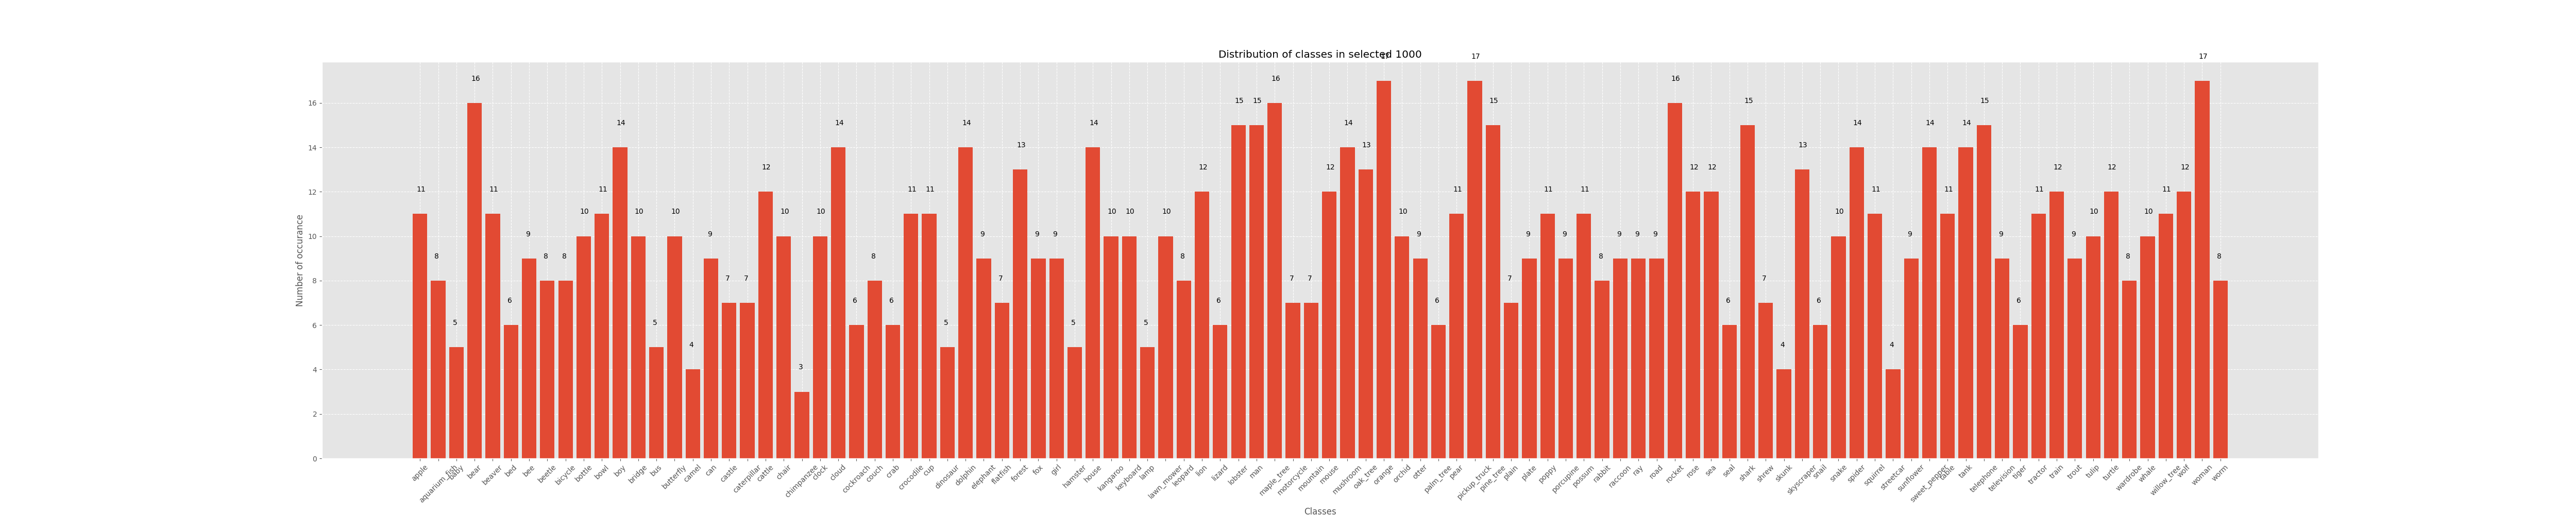 Distribution of classes in selected 1000
17 17 17
16 16 16 16
15 15 15 15 15
14 14 14 14 14 14 14 14
13 13 13
12 12 12 12 12 12 12 12
11 11 11 11 11 11 11 11 11 11 11 11
10 10 10 10 10 10 10 10 10 10 10
9 9 9 9 9 9 9 9 9 9 9 9 9 9 9
8 8 8 8 8 8 8 8
7 7 7 7 7 7 7
6 6 6 6 6 6 6 6
5 5 5 5 5
4 4 4
3
Number of occurance
16
14
12
10
8
6
4
2
0
apple aquarium_fish baby bear beaver bed bee beetle bicycle bottle bowl boy bridge bus butterfly camel can castle caterpillar cattle chair chimpanzee clock cloud cockroach couch crab crocodile cup dinosaur dolphin elephant flatfish forest fox girl hamster house kangaroo keyboard lamp lawn_mower leopard lion lizard lobster man maple_tree motorcycle mountain mouse mushroom oak_tree orange orchid otter palm_tree pear pickup_truck pine_tree plain plate poppy porcupine possum rabbit raccoon ray road rocket rose sea seal shark shrew skunk skyscraper snail snake spider squirrel streetcar sunflower sweet_pepper table tank telephone television tiger tractor train trout tulip turtle wardrobe whale willow_tree wolf woman worm
Classes